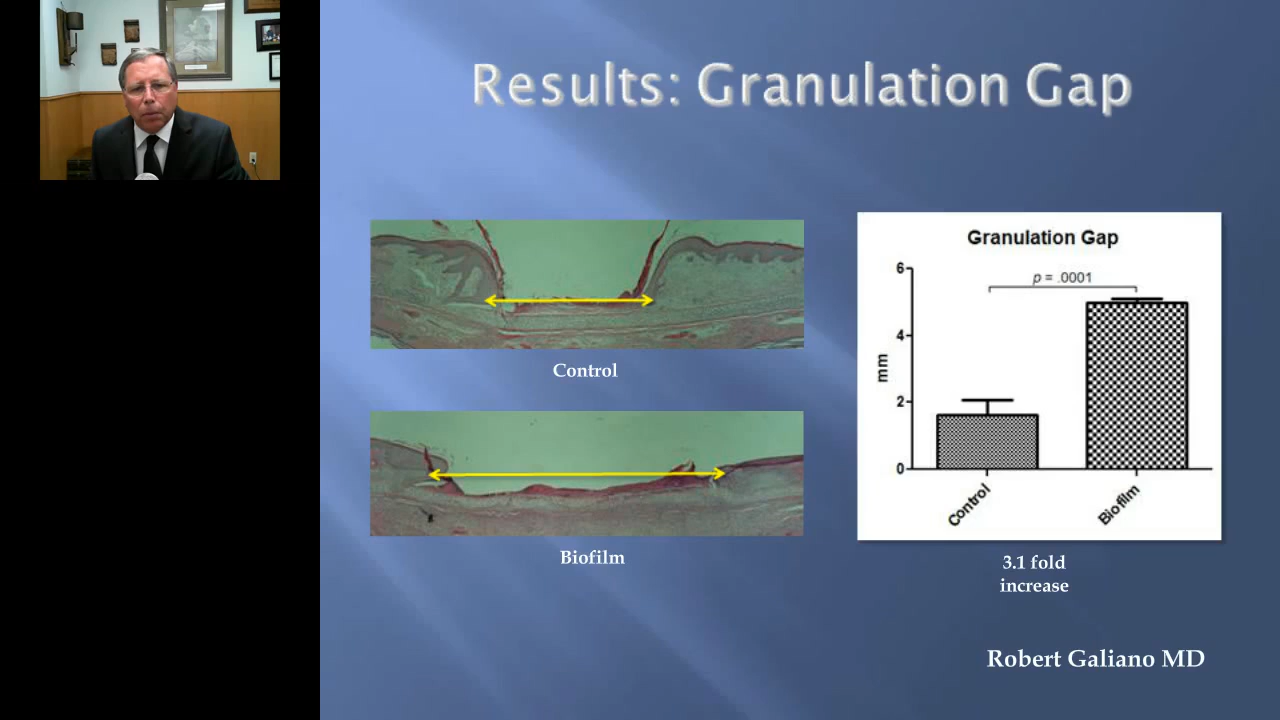 Results: Granulation Gap
Control
Biofilm
Granulation Gap
p = .0001
6
4
2
0
mm
Control
Biofilm
3.1 fold
increase
Robert Galiano MD